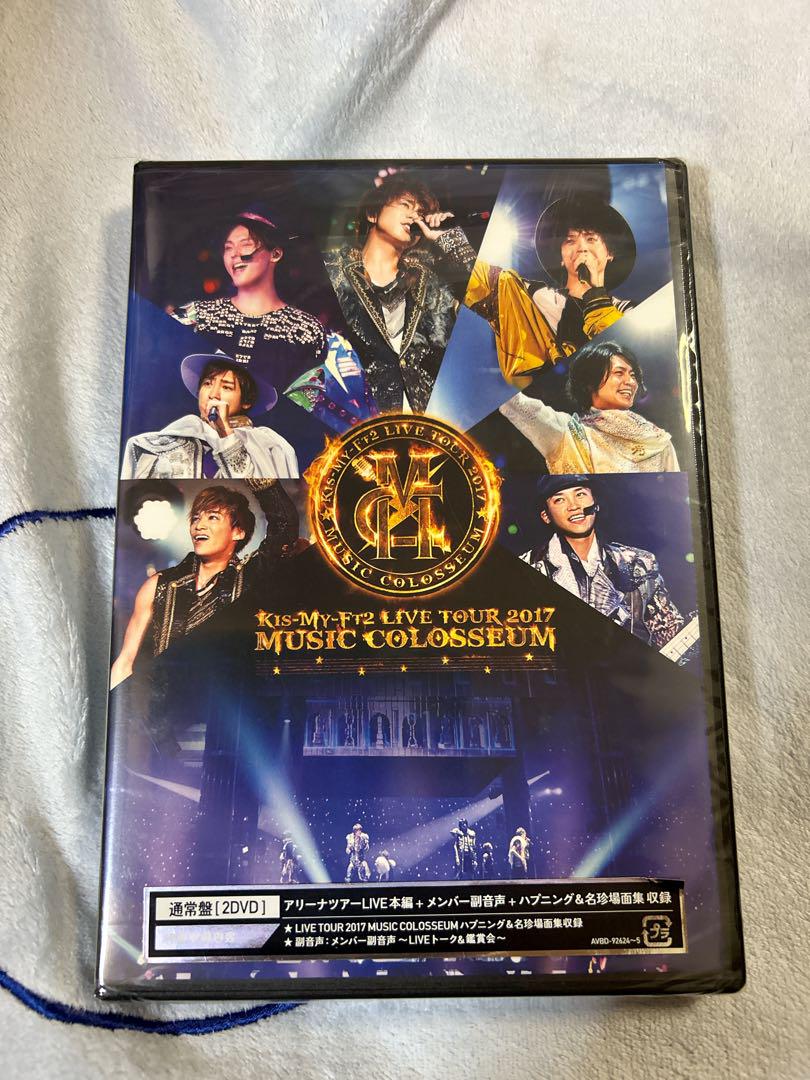 ★ KIS-MY-FT2 LIVE TOUR 2017 ★
MUSIC COLOSSEUM
KIS-MY-FT2 LIVE TOUR 2017
MUSIC COLOSSEUM
通常盤[2DVD]
アリーナツアーLIVE本編 + メンバー副音声 + ハプニング&名珍場面集 収録
★ LIVE TOUR 2017 MUSIC COLOSSEUM ハプニング&名珍場面集収録
★ 副音声:メンバー副音声 〜LIVEトーク&鑑賞会〜
プラ
AVBD-92624~5